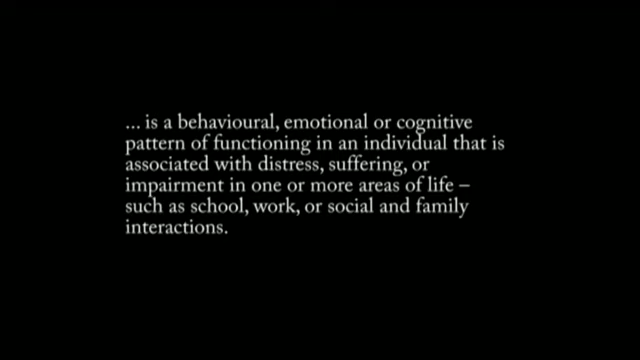 ... is a behavioural, emotional or cognitive
pattern of functioning in an individual that is
associated with distress, suffering, or
impairment in one or more areas of life –
such as school, work, or social and family
interactions.